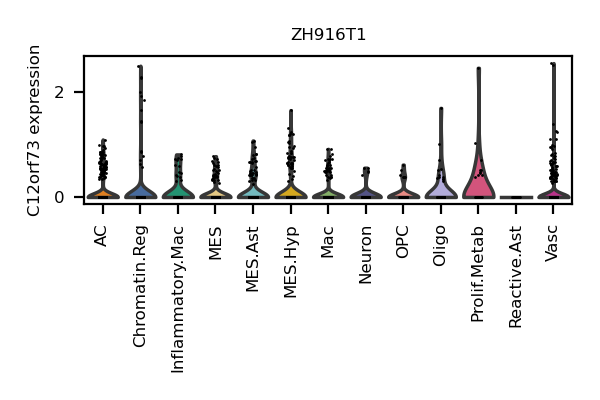 ZH916T1
C12orf73 expression
2
0
AC
Chromatin.Reg
Inflammatory.Mac
MES
MES.Ast
MES.Hyp
Mac
Neuron
OPC
Oligo
Prolif.Metab
Reactive.Ast
Vasc